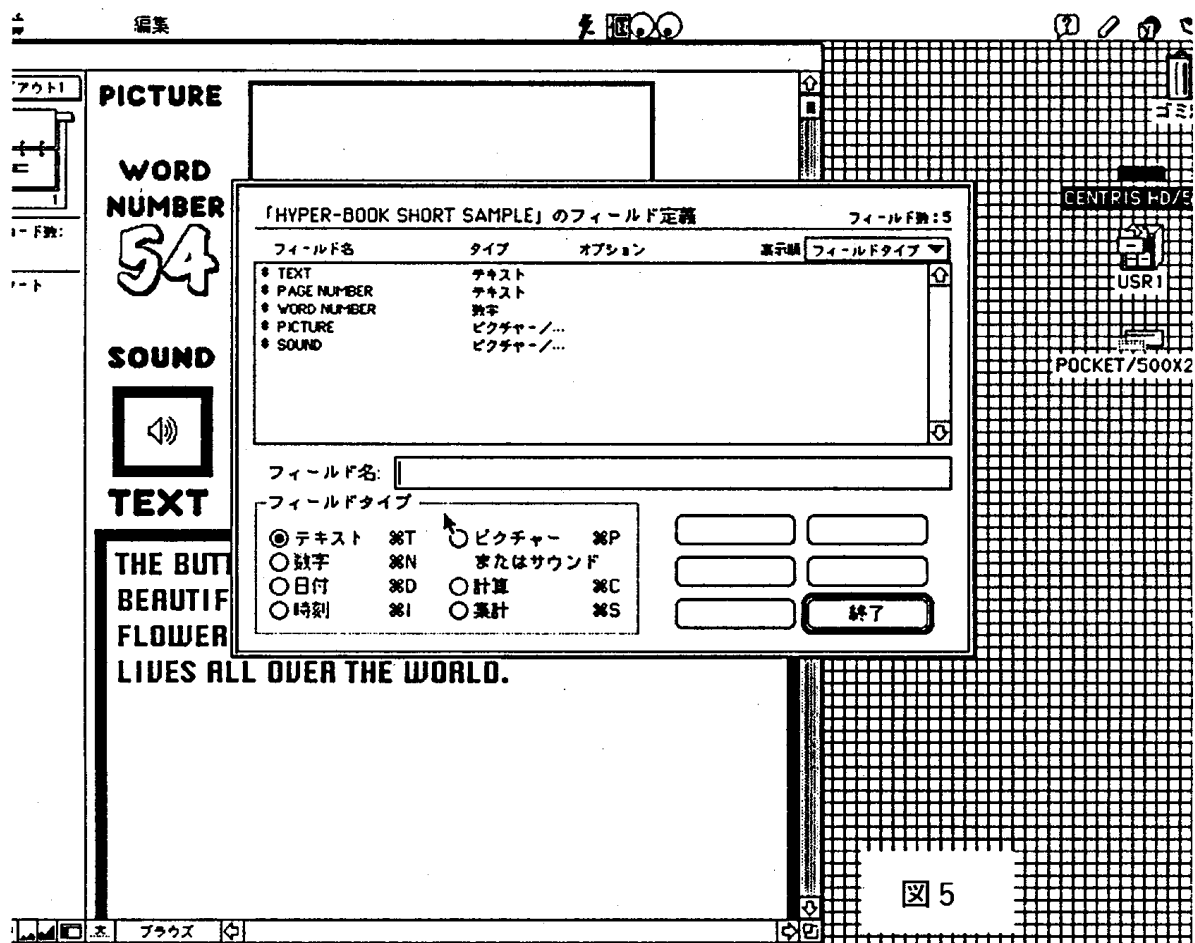 編集
PICTURE
WORD
NUMBER
54
SOUND
TEXT
THE BUTT
BEAUTIF
FLOWER
LIVES ALL OVER THE WORLD.
「HYPER-BOOK SHORT SAMPLE」のフィールド定義 フィールド数:5
フィールド名 タイプ オプション 表示順 フィールドタイプ
TEXT テキスト
PAGE NUMBER テキスト
WORD NUMBER 数字
PICTURE ピクチャー/...
SOUND ピクチャー/...
フィールド名:
フィールドタイプ
テキスト ⌘T ピクチャー ⌘P
数字 ⌘N またはサウンド
日付 ⌘D 計算 ⌘C
時刻 ⌘I 集計 ⌘S
終了
ブラウズ
CENTRIS HD/5
USR1
POCKET/500X2
図5